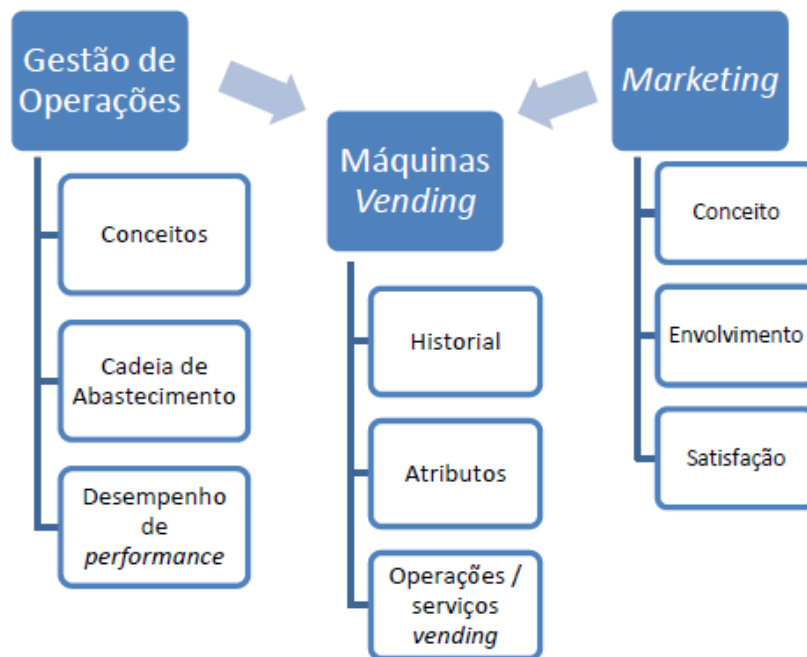 Gestão de
Operações
Conceitos
Cadeia de
Abastecimento
Desempenho
de
performance
Máquinas
Vending
Historial
Atributos
Operações /
serviços
vending
Marketing
Conceito
Envolvimento
Satisfação